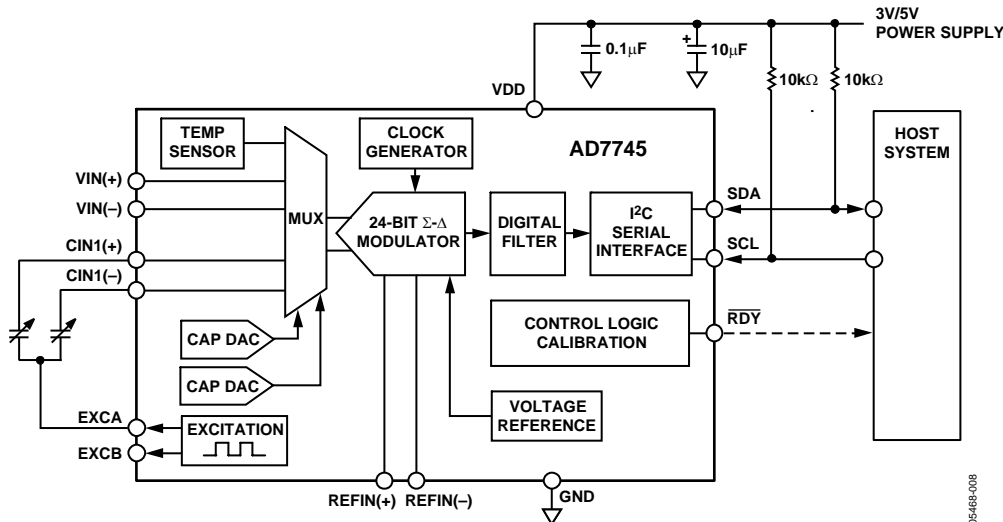 3V/5V
POWER SUPPLY
0.1µF
+
10µF
10kΩ
10kΩ
VDD
HOST
SYSTEM
TEMP
SENSOR
CLOCK
GENERATOR
AD7745
VIN(+)
VIN(–)
MUX
24-BIT Σ-Δ
MODULATOR
DIGITAL
FILTER
I²C
SERIAL
INTERFACE
SDA
SCL
CIN1(+)
CIN1(–)
CAP DAC
CAP DAC
CONTROL LOGIC
CALIBRATION
R̅D̅Y̅
VOLTAGE
REFERENCE
EXCA
EXCB
EXCITATION
REFIN(+)
REFIN(–)
GND
05468-008